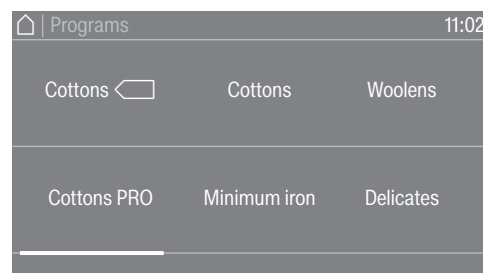 Programs 11:02
Cottons Cottons Woolens
Cottons PRO Minimum iron Delicates